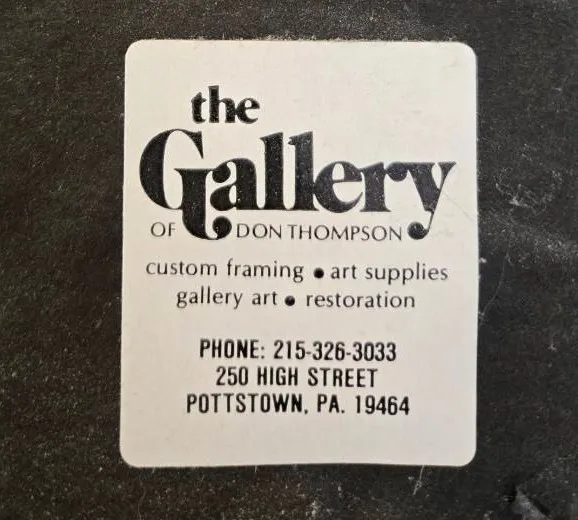 the
Gallery
OF DON THOMPSON
custom framing • art supplies
gallery art • restoration
PHONE: 215-326-3033
250 HIGH STREET
POTTSTOWN, PA. 19464